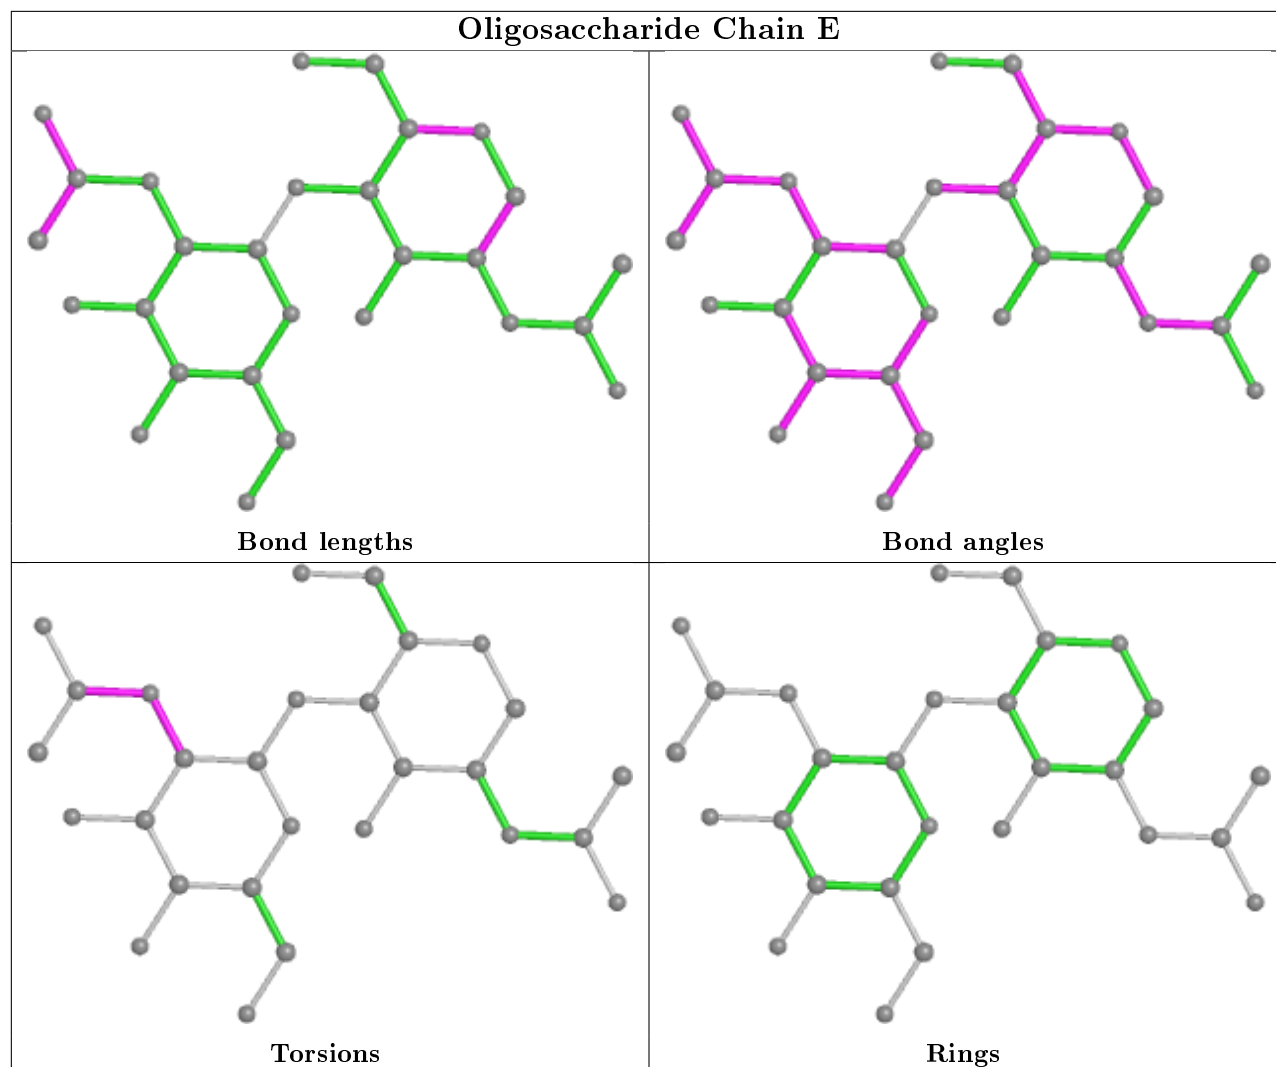 Oligosaccharide Chain E
Bond lengths
Bond angles
Torsions
Rings